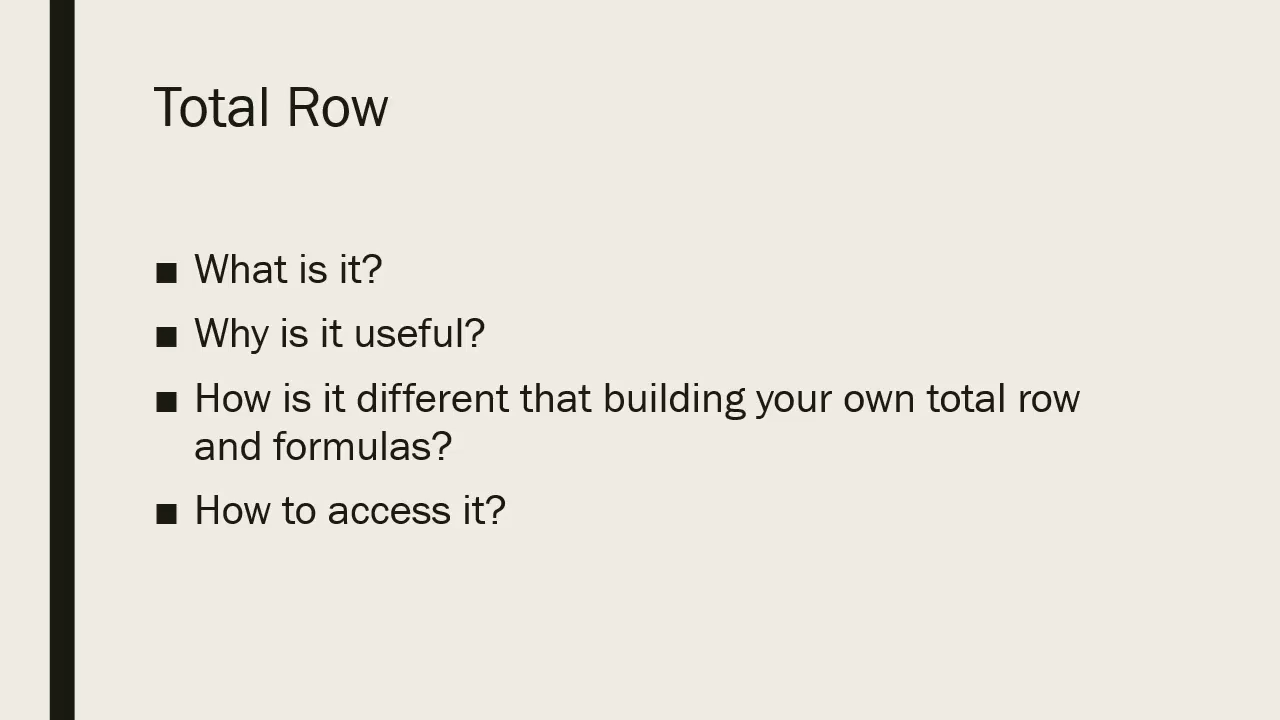 Total Row
■ What is it?
■ Why is it useful?
■ How is it different that building your own total row
and formulas?
■ How to access it?